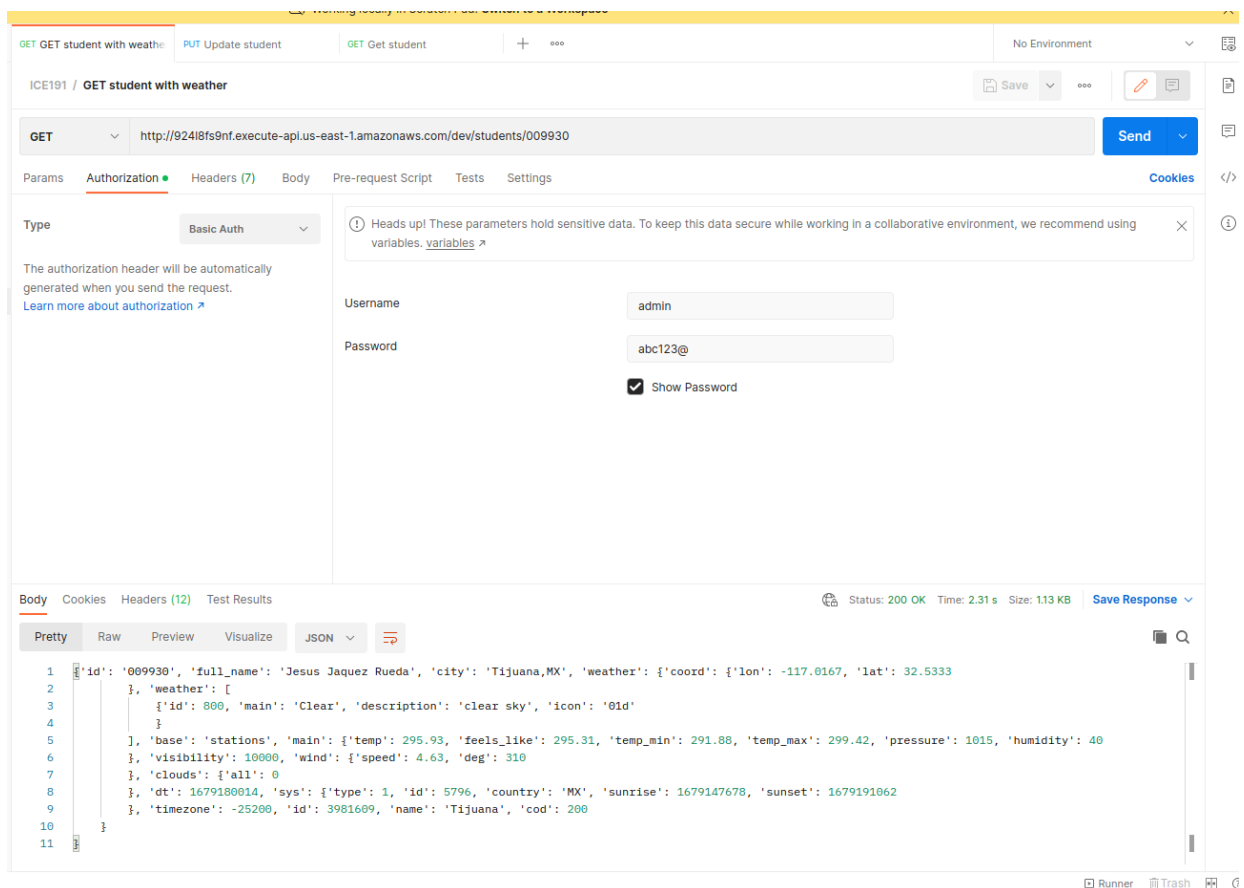 Working locally in Scratch Pad. Switch to a Workspace
GET GET student with weathe PUT Update student GET Get student No Environment
ICE191 / GET student with weather Save
GET http://924l8fs9nf.execute-api.us-east-1.amazonaws.com/dev/students/009930 Send
Params Authorization Headers (7) Body Pre-request Script Tests Settings Cookies
Type Basic Auth
The authorization header will be automatically
generated when you send the request.
Learn more about authorization ↗
Heads up! These parameters hold sensitive data. To keep this data secure while working in a collaborative environment, we recommend using
variables. variables ↗
Username admin
Password abc123@
Show Password
Body Cookies Headers (12) Test Results Status: 200 OK Time: 2.31 s Size: 1.13 KB Save Response
Pretty Raw Preview Visualize JSON
1 {'id': '009930', 'full_name': 'Jesus Jaquez Rueda', 'city': 'Tijuana,MX', 'weather': {'coord': {'lon': -117.0167, 'lat': 32.5333
2 }, 'weather': [
3 {'id': 800, 'main': 'Clear', 'description': 'clear sky', 'icon': '01d'
4 }
5 ], 'base': 'stations', 'main': {'temp': 295.93, 'feels_like': 295.31, 'temp_min': 291.88, 'temp_max': 299.42, 'pressure': 1015, 'humidity': 40
6 }, 'visibility': 10000, 'wind': {'speed': 4.63, 'deg': 310
7 }, 'clouds': {'all': 0
8 }, 'dt': 1679180014, 'sys': {'type': 1, 'id': 5796, 'country': 'MX', 'sunrise': 1679147678, 'sunset': 1679191062
9 }, 'timezone': -25200, 'id': 3981609, 'name': 'Tijuana', 'cod': 200
10 }
11 }
Runner Trash